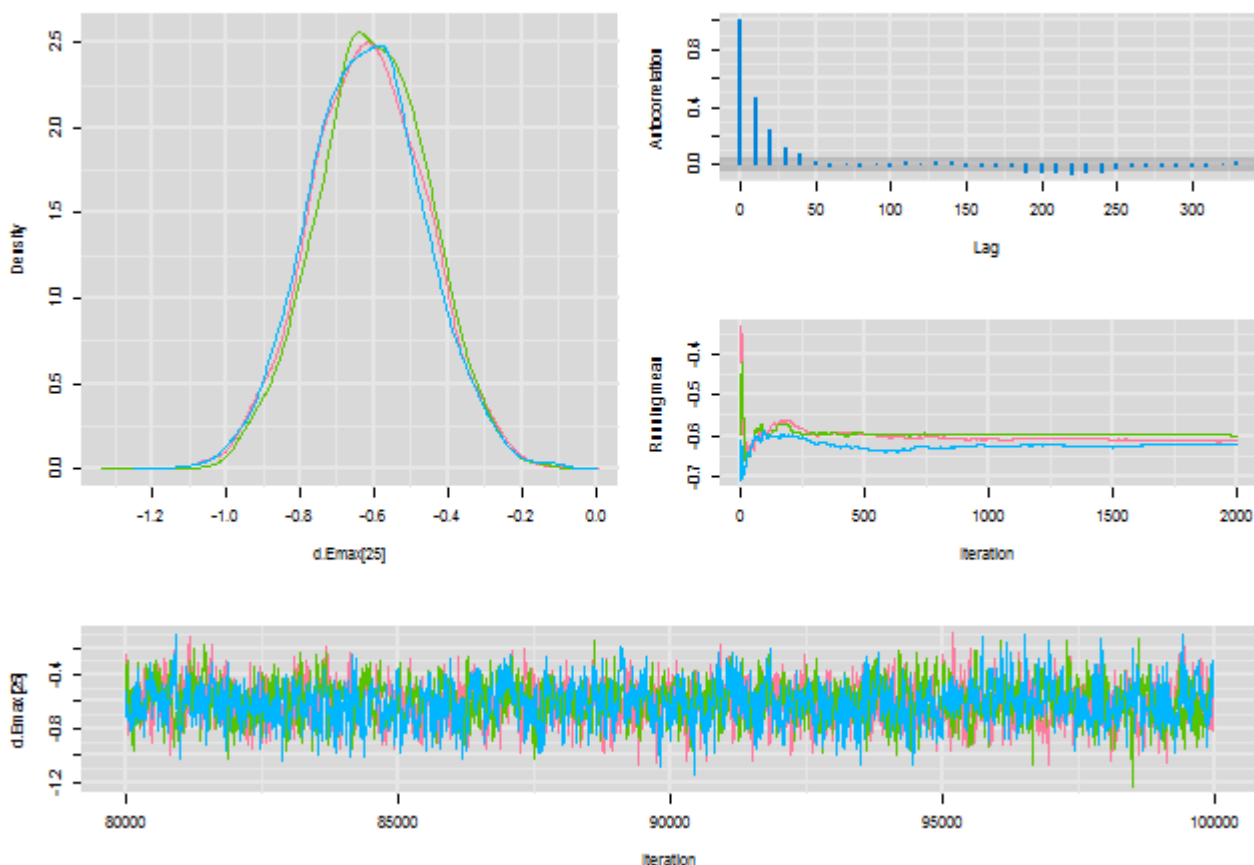 Density
2.5
2.0
1.5
1.0
0.5
0.0
−1.2 −1.0 −0.8 −0.6 −0.4 −0.2 0.0
d.Emax[25]
Autocorrelation
0.8
0.4
0.0
0 50 100 150 200 250 300
Lag
Running mean
−0.4
−0.5
−0.6
−0.7
0 500 1000 1500 2000
Iteration
d.Emax[25]
−0.4
−0.8
−1.2
80000 85000 90000 95000 100000
Iteration